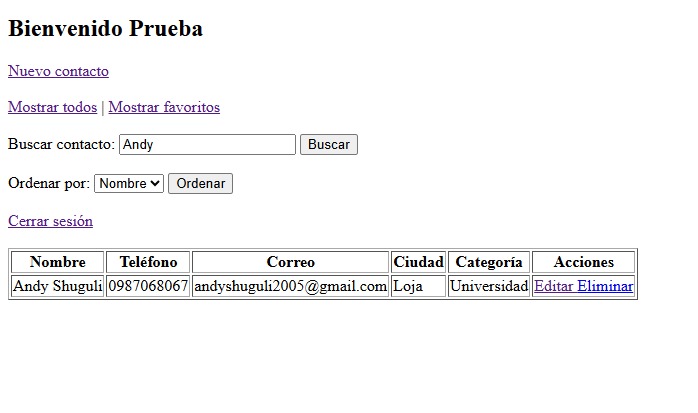 Bienvenido Prueba
Nuevo contacto
Mostrar todos | Mostrar favoritos
Buscar contacto: Andy Buscar
Ordenar por: Nombre Ordenar
Cerrar sesión
Nombre Teléfono Correo Ciudad Categoría Acciones
Andy Shuguli 0987068067 andyshuguli2005@gmail.com Loja Universidad Editar Eliminar